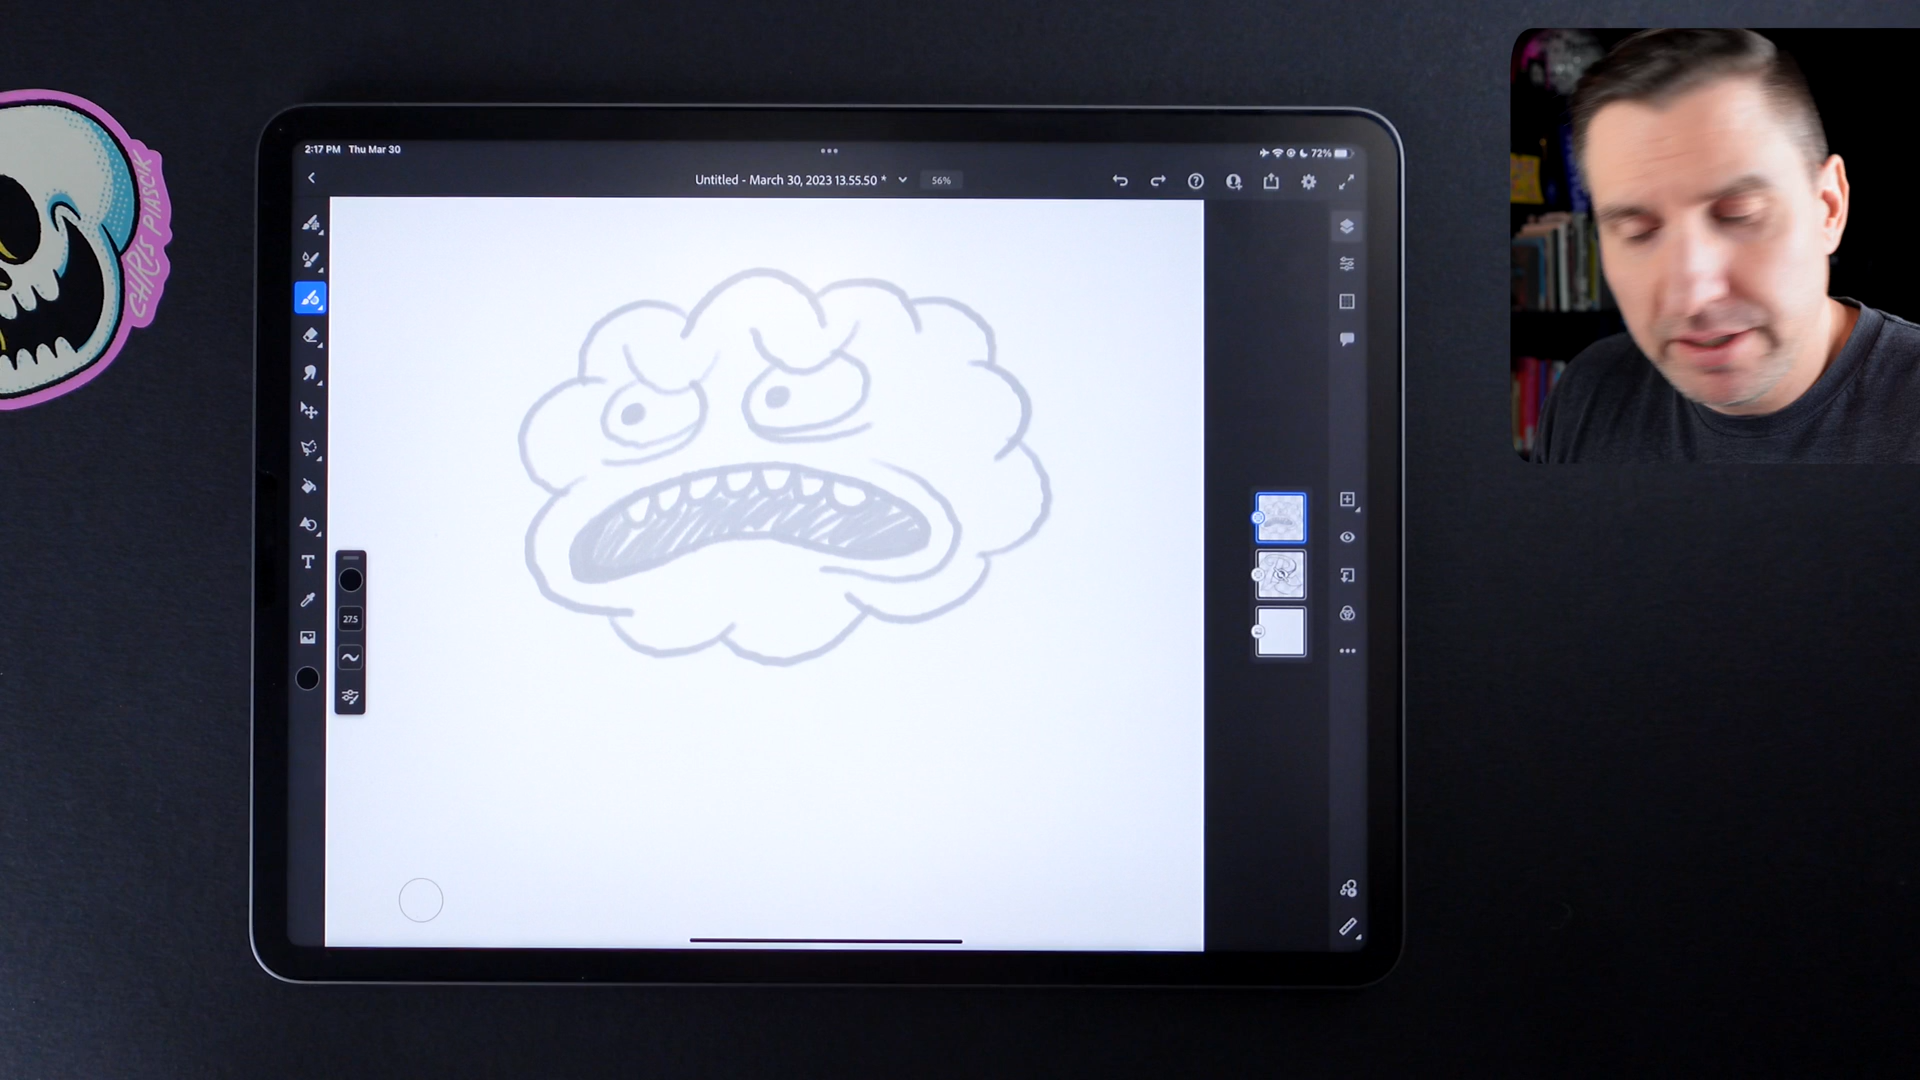 2:17 PM Thu Mar 30
72%
Untitled - March 30, 2023 13.55.50 *
56%
CHRIS PIASCIK
T
27.5